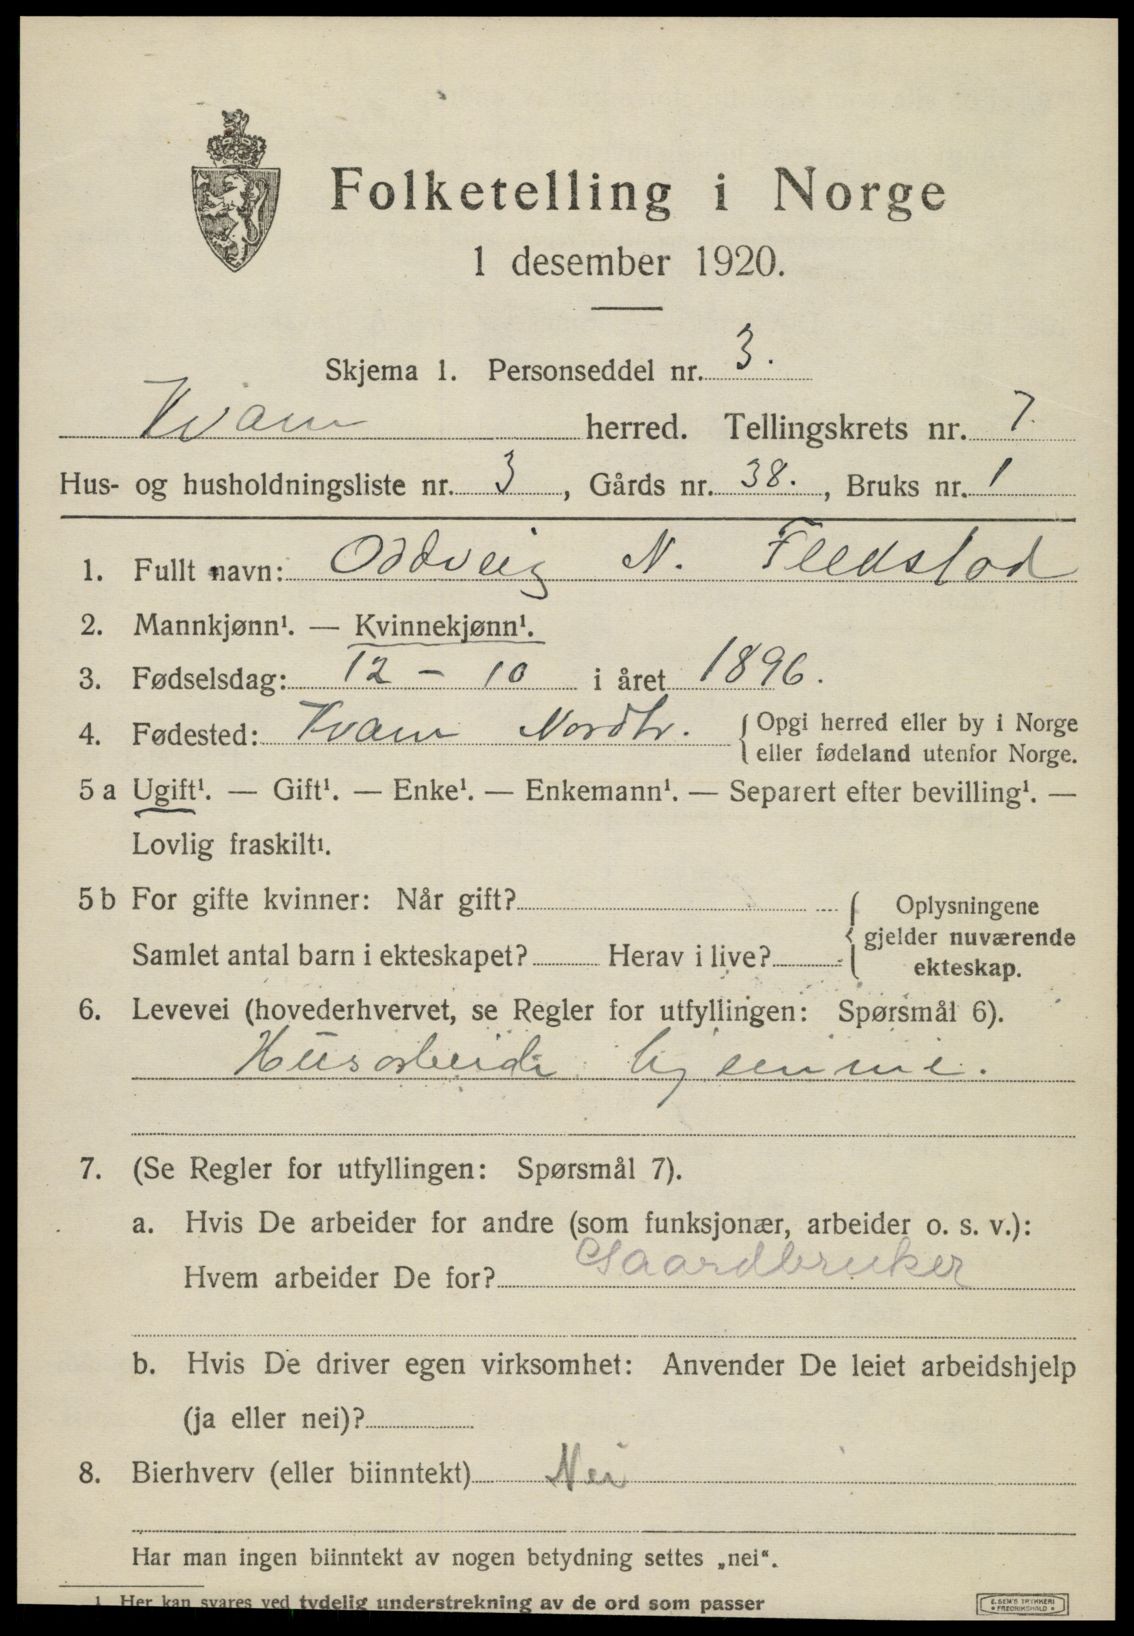 Folketelling i Norge
1 desember 1920.
Skjema 1. Personseddel nr. 3.
Kvam herred. Tellingskrets nr. 7.
Hus- og husholdningsliste nr. 3, Gårds nr. 38., Bruks nr. 1
1. Fullt navn: Oddveig N. Flekstad
2. Mannkjønn¹. — Kvinnekjønn¹.
3. Fødselsdag: 12 - 10 i året 1896.
4. Fødested: Kvam Nordtr. { Opgi herred eller by i Norge
eller fødeland utenfor Norge.
5 a Ugift¹. — Gift¹. — Enke¹. — Enkemann¹. — Separert efter bevilling¹. —
Lovlig fraskilt¹.
5 b For gifte kvinner: Når gift? { Oplysningene
gjelder nuværende
Samlet antal barn i ekteskapet? Herav i live?
ekteskap.
6. Levevei (hovederhvervet, se Regler for utfyllingen: Spørsmål 6).
Husarbeide hjemme.
7. (Se Regler for utfyllingen: Spørsmål 7).
a. Hvis De arbeider for andre (som funksjonær, arbeider o. s. v.):
Hvem arbeider De for? Gaardbruker
b. Hvis De driver egen virksomhet: Anvender De leiet arbeidshjelp
(ja eller nei)?
8. Bierhverv (eller biinntekt) Nei
Har man ingen biinntekt av nogen betydning settes „nei“.
1 Her kan svares ved tydelig understrekning av de ord som passer
E. SEM'S TRYKKERI
FREDRIKSHALD